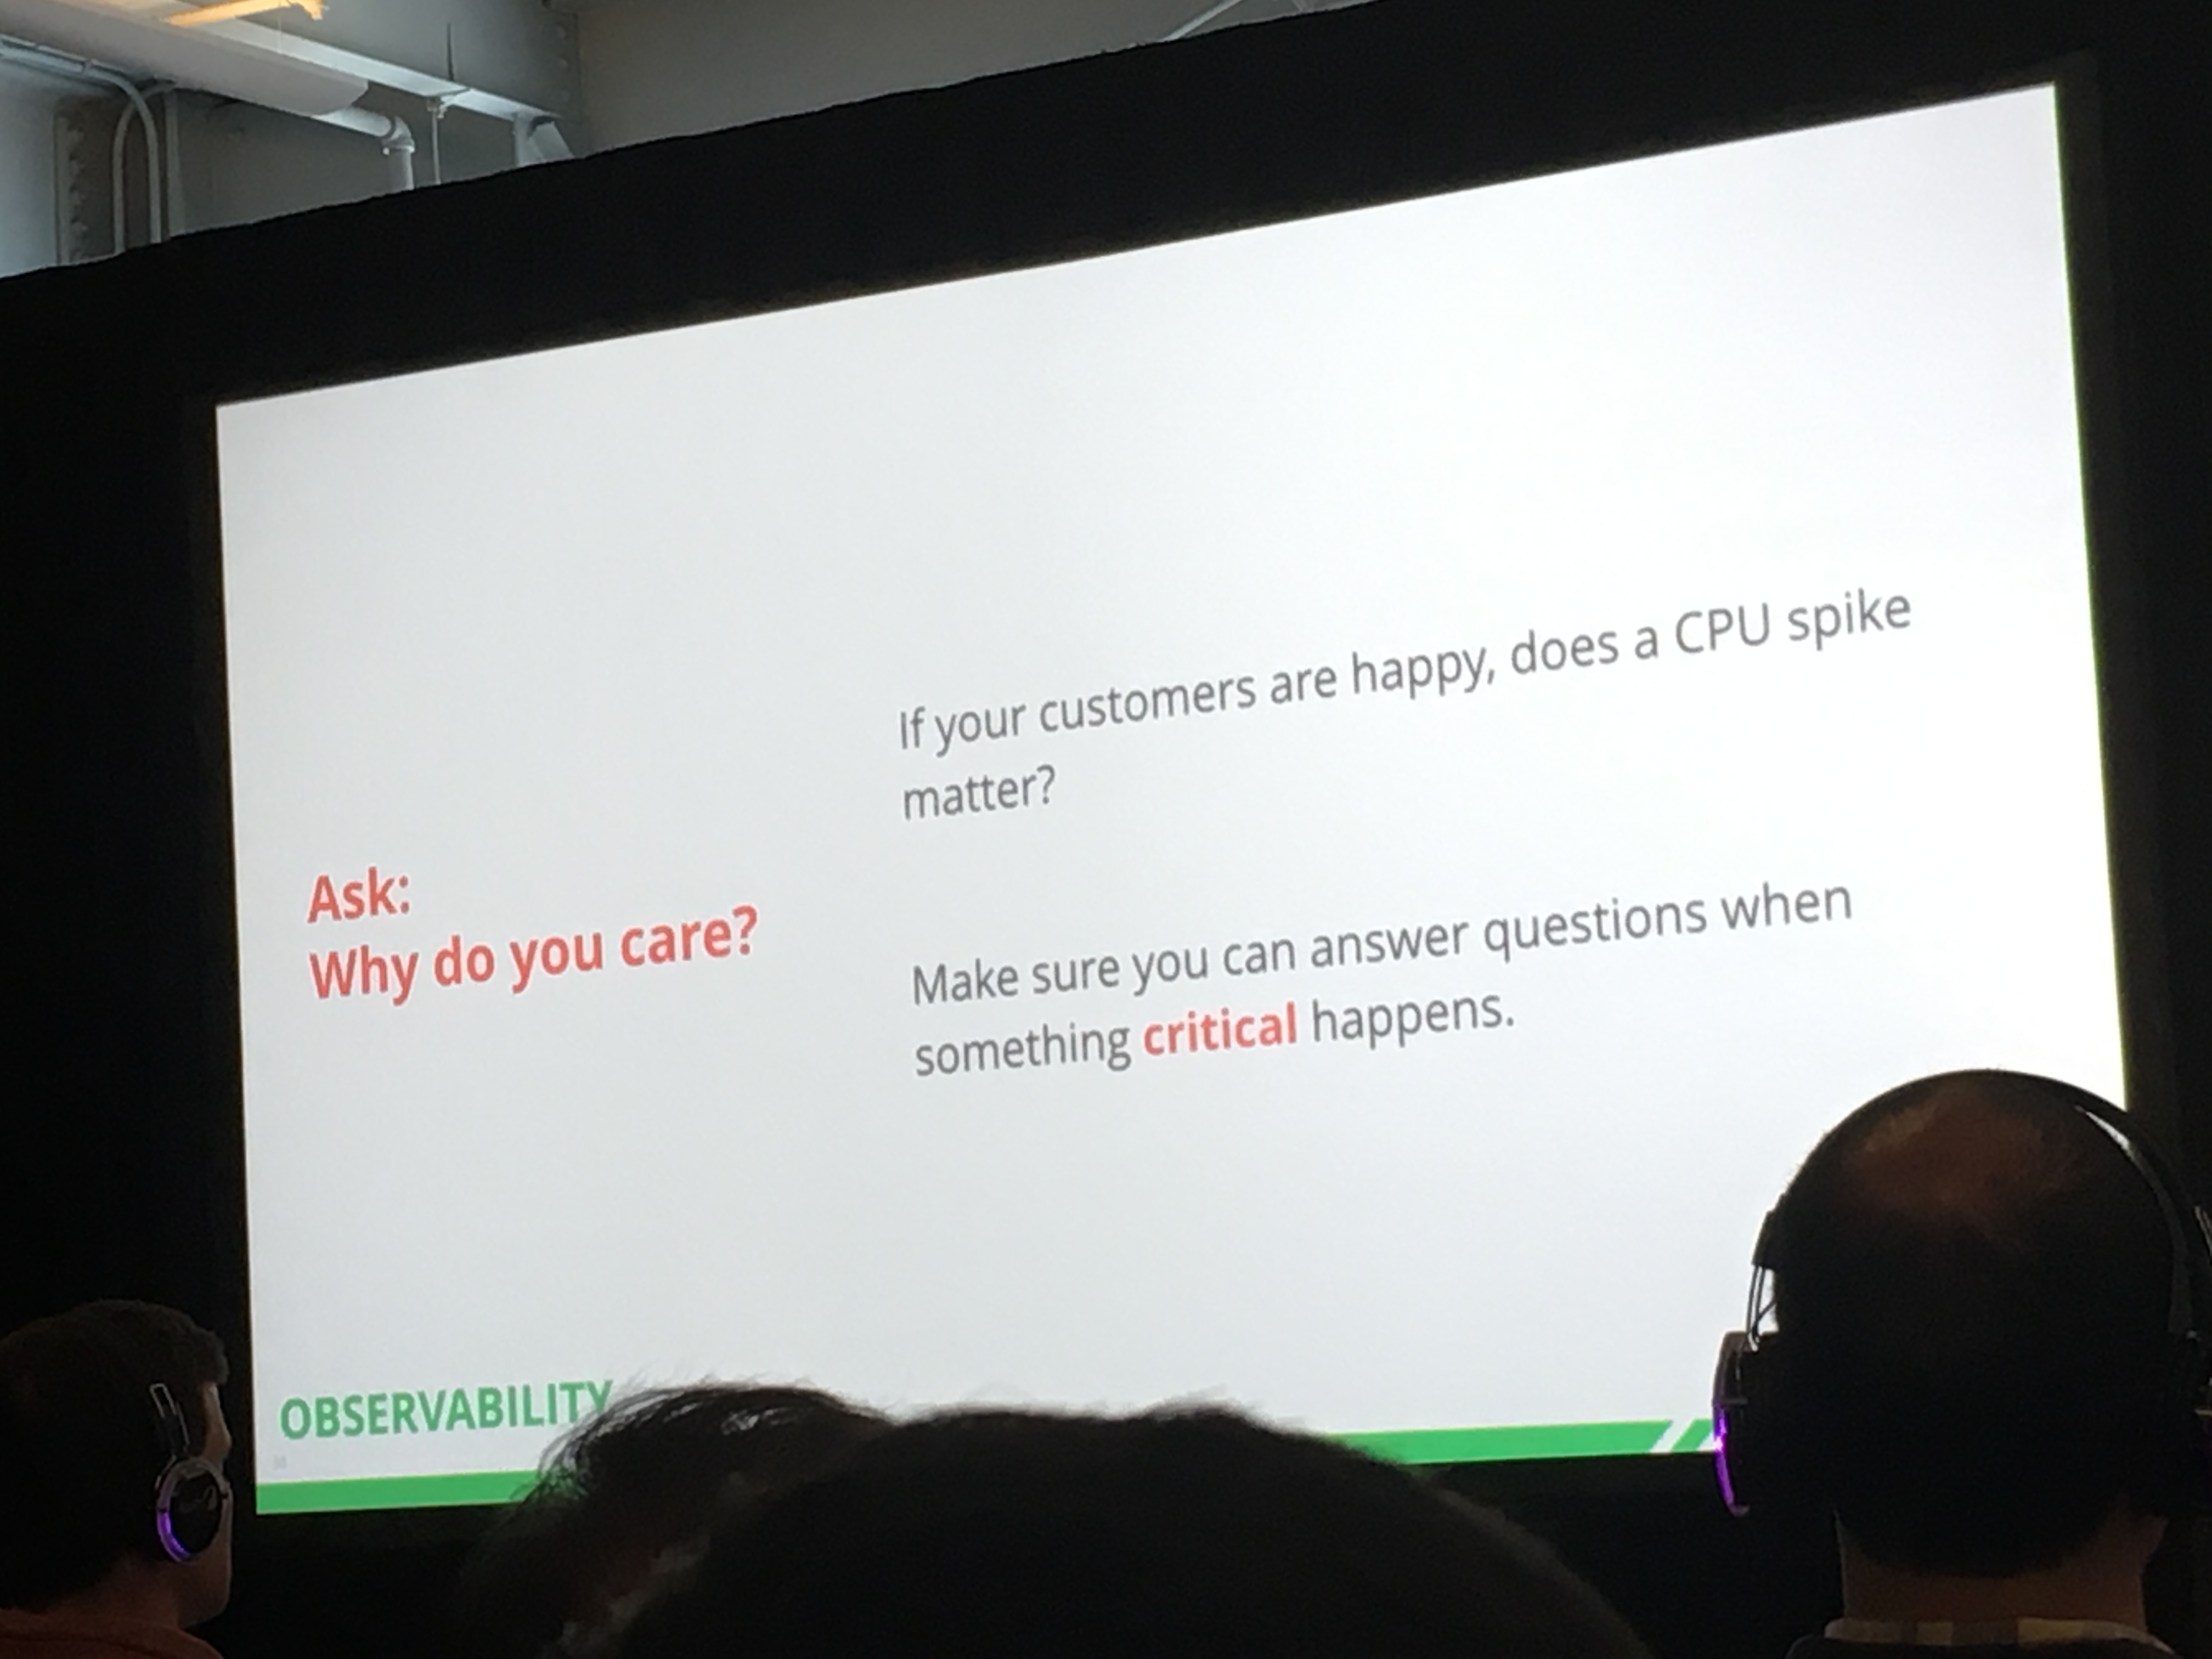 Ask:
Why do you care?
If your customers are happy, does a CPU spike
matter?
Make sure you can answer questions when
something critical happens.
OBSERVABILITY